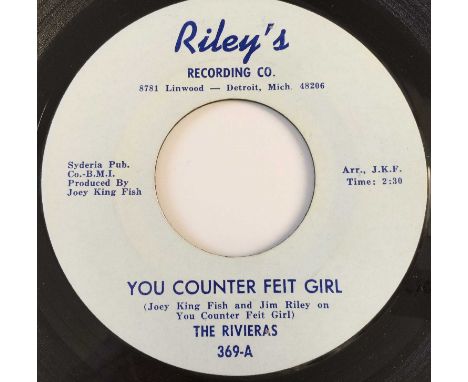 Riley's
RECORDING CO.
8781 Linwood — Detroit, Mich. 48206
Syderia Pub.
Co.-B.M.I.
Produced By
Joey King Fish
Arr., J.K.F.
Time: 2:30
YOU COUNTER FEIT GIRL
(Joey King Fish and Jim Riley on
You Counter Feit Girl)
THE RIVIERAS
369-A